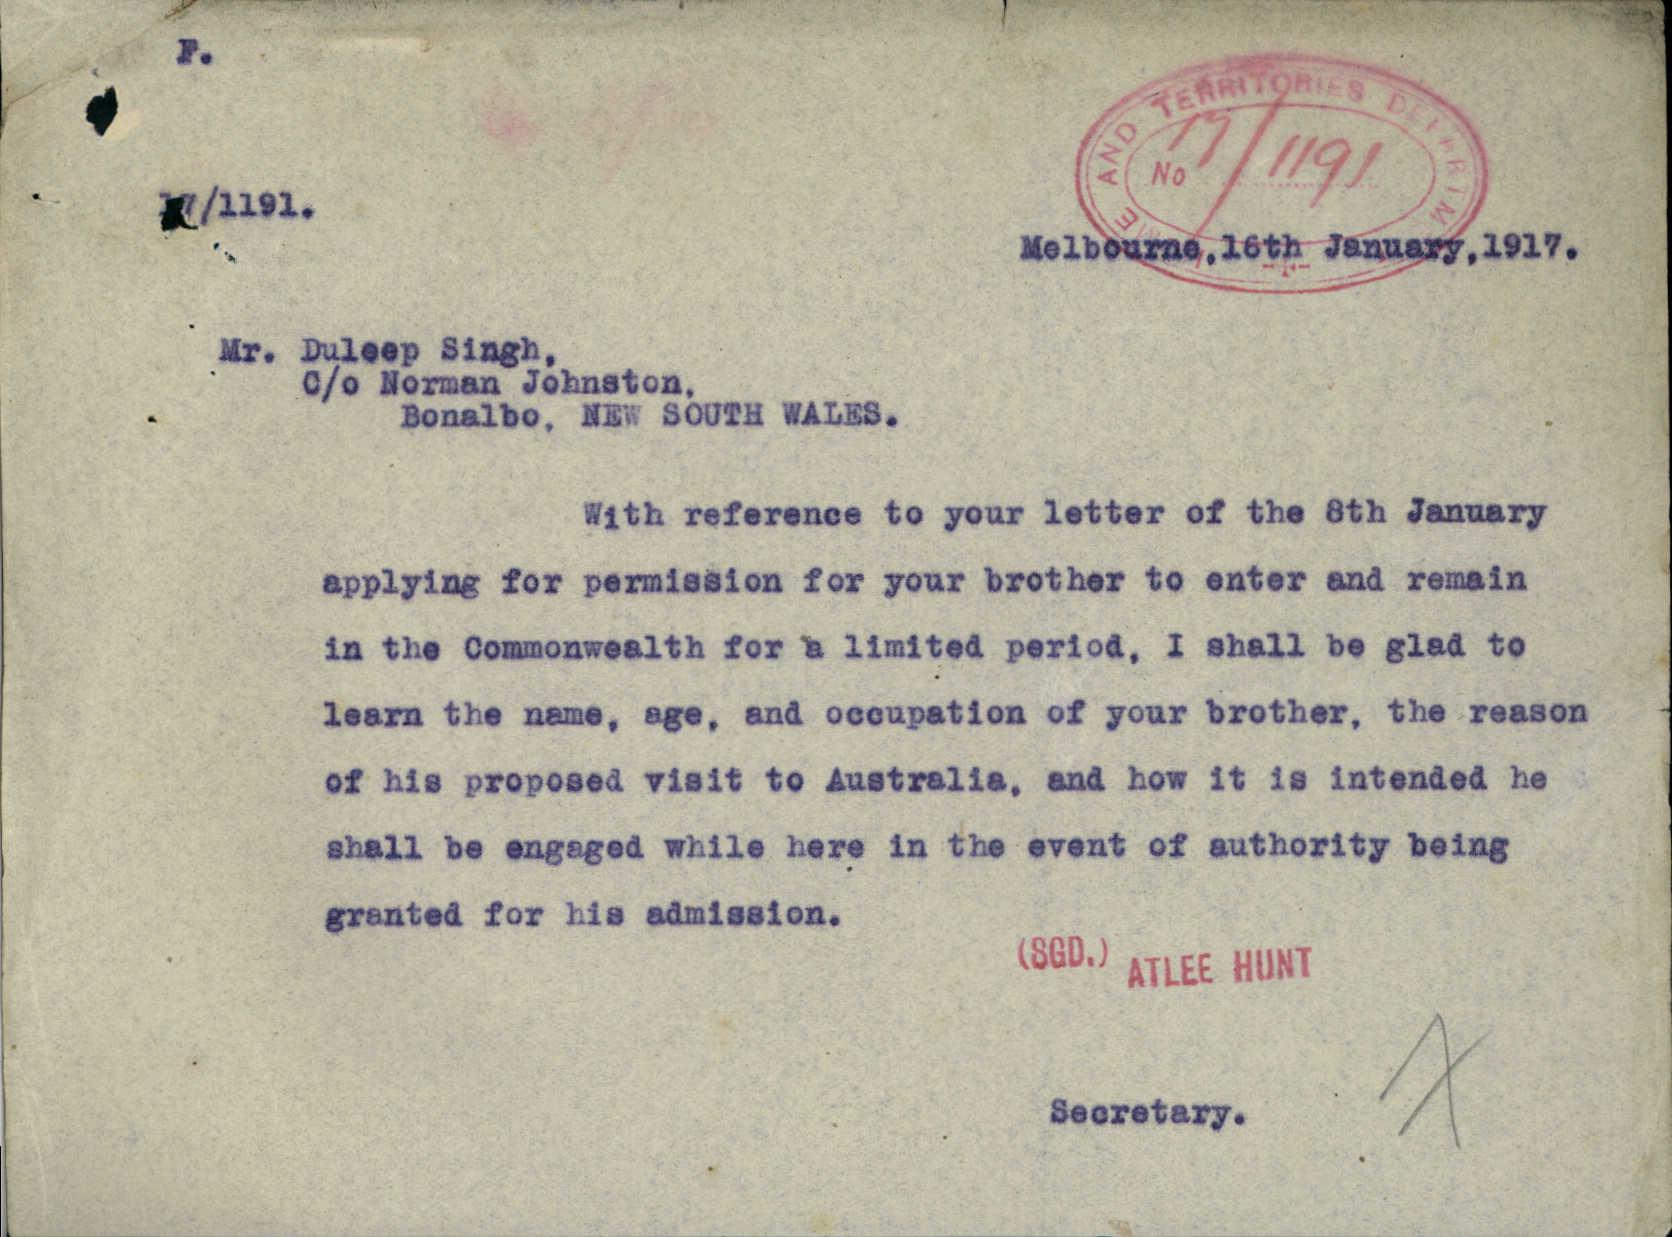 F.
AND TERRITORIES
No 17/1191
17/1191.
Melbourne,16th January,1917.
Mr. Duleep Singh,
C/o Norman Johnston,
Bonalbo, NEW SOUTH WALES.
With reference to your letter of the 8th January
applying for permission for your brother to enter and remain
in the Commonwealth for a limited period, I shall be glad to
learn the name, age, and occupation of your brother, the reason
of his proposed visit to Australia, and how it is intended he
shall be engaged while here in the event of authority being
granted for his admission.
(SGD.) ATLEE HUNT
Secretary.